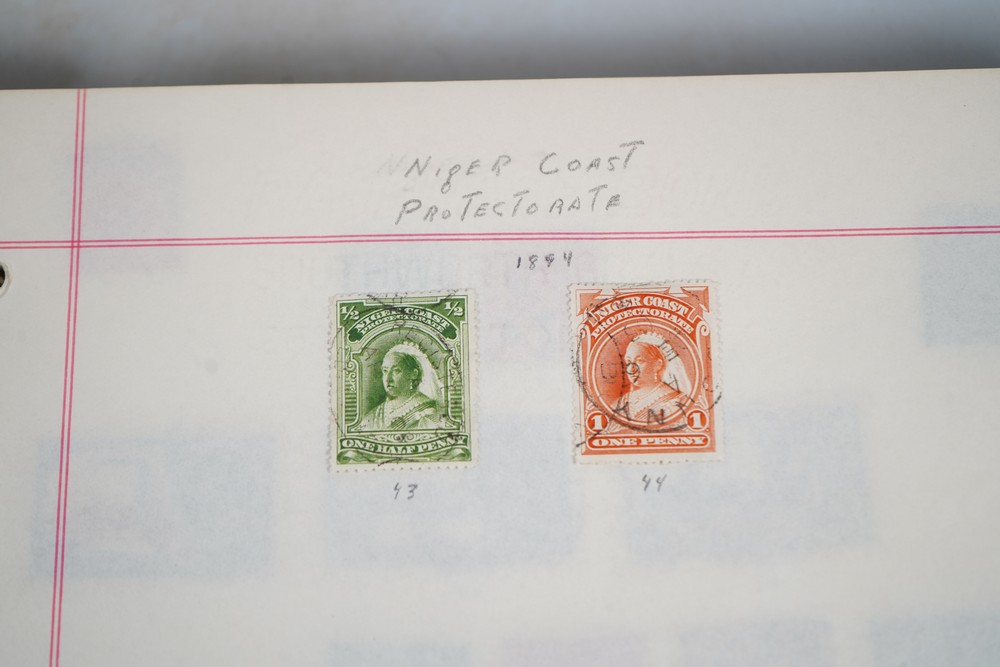 NigER COAST
PROTECTORATE
1894
1/2 1/2
NIGER COAST
PROTECTORATE
ONE HALF PENNY
43
NIGER COAST
PROTECTORATE
1 1
ONE PENNY
44